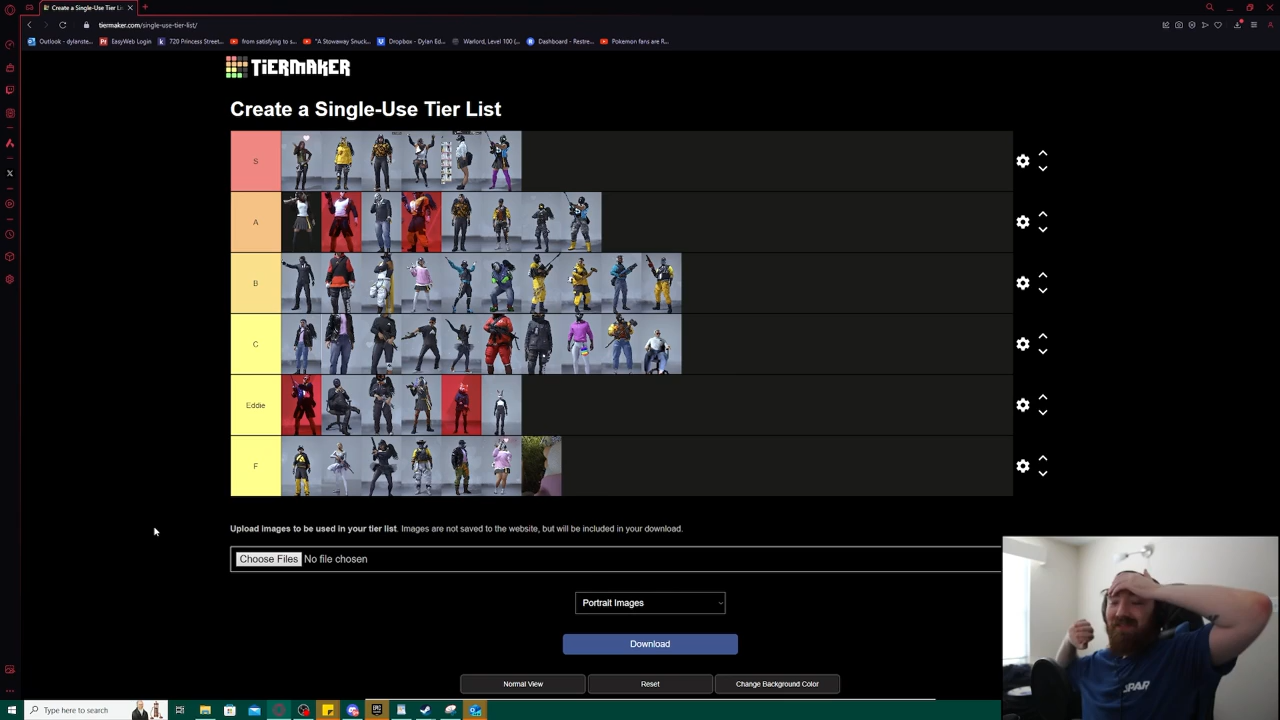 Create a Single-Use Tier Li
tiermaker.com/single-use-tier-list/
Outlook - dylanste...
EasyWeb Login
720 Princess Street...
from satisfying to s...
"A Stowaway Snuck...
Dropbox - Dylan Ed...
Warlord, Level 100 (...
Dashboard - Restre...
Pokemon fans are R...
TIERMAKER
Create a Single-Use Tier List
S
A
B
C
Eddie
F
Upload images to be used in your tier list. Images are not saved to the website, but will be included in your download.
Choose Files No file chosen
Portrait Images
Download
Normal View
Reset
Change Background Color
Type here to search